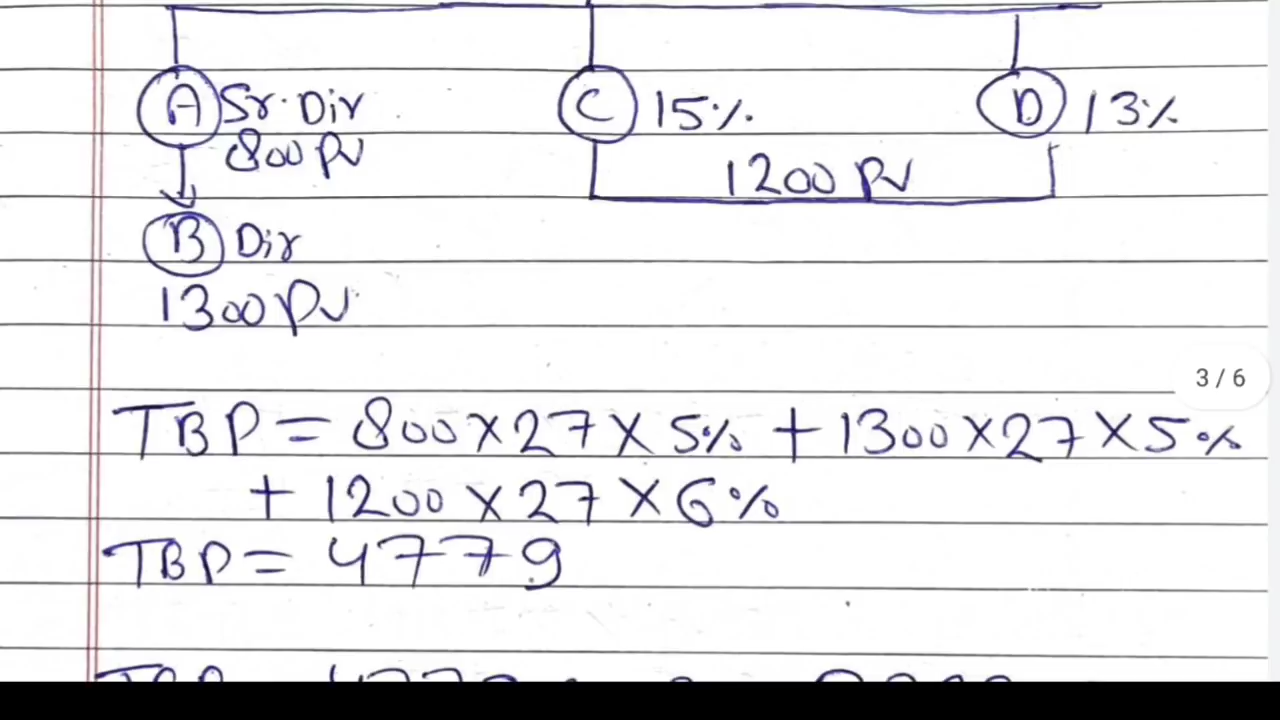 A Sr. Dir C 15% D 13%
800 PV 1200 PV
B Dir
1300 PV
3 / 6
TBP = 800 X 27 X 5% + 1300 X 27 X 5%
+ 1200 X 27 X 6%
TBP = 4779